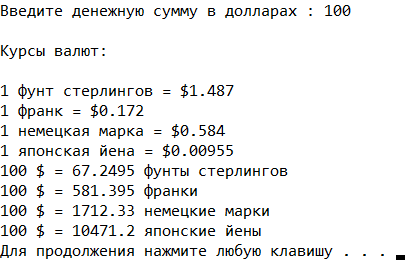 Введите денежную сумму в долларах : 100
Курсы валют:
1 фунт стерлингов = $1.487
1 франк = $0.172
1 немецкая марка = $0.584
1 японская йена = $0.00955
100 $ = 67.2495 фунты стерлингов
100 $ = 581.395 франки
100 $ = 1712.33 немецкие марки
100 $ = 10471.2 японские йены
Для продолжения нажмите любую клавишу . . .